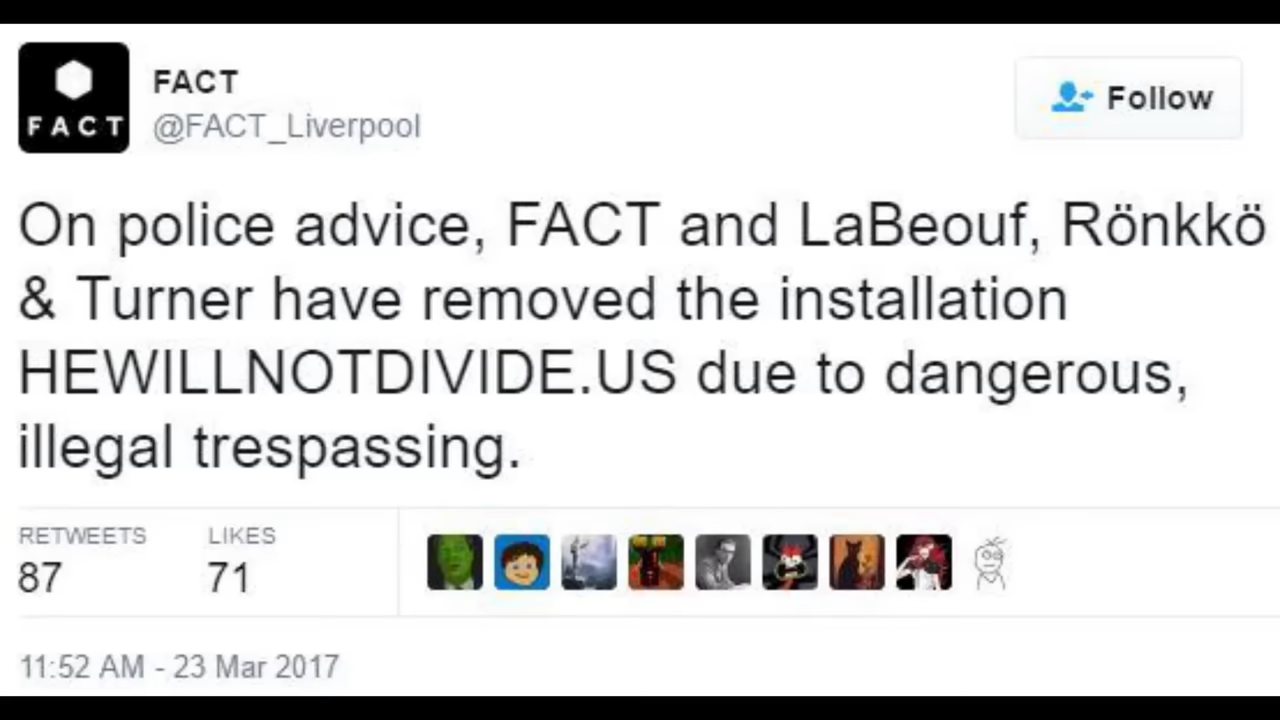 FACT
FACT
@FACT_Liverpool
Follow
On police advice, FACT and LaBeouf, Rönkkö
& Turner have removed the installation
HEWILLNOTDIVIDE.US due to dangerous,
illegal trespassing.
RETWEETS LIKES
87 71
11:52 AM - 23 Mar 2017